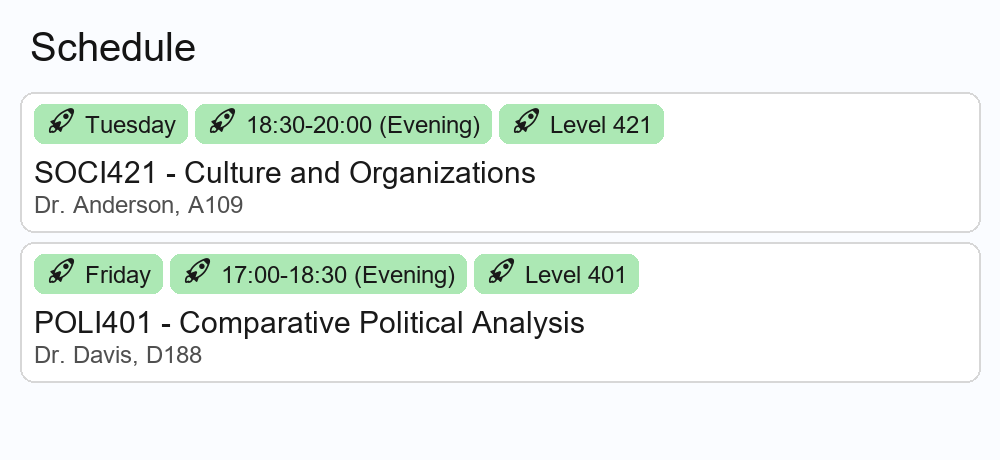 Schedule
Tuesday 18:30-20:00 (Evening) Level 421
SOCI421 - Culture and Organizations
Dr. Anderson, A109
Friday 17:00-18:30 (Evening) Level 401
POLI401 - Comparative Political Analysis
Dr. Davis, D188